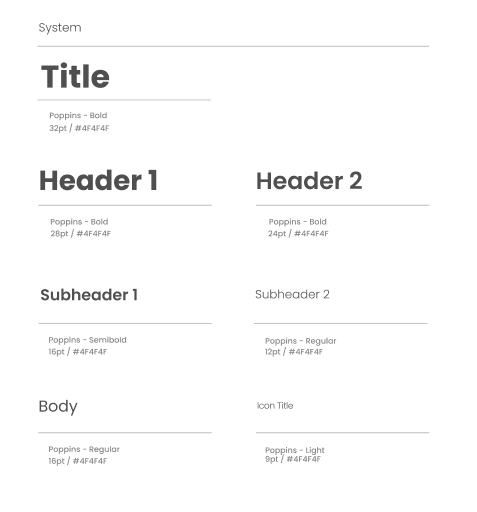 System
Title
Poppins - Bold
32pt / #4F4F4F
Header 1
Poppins - Bold
28pt / #4F4F4F
Header 2
Poppins - Bold
24pt / #4F4F4F
Subheader 1
Poppins - Semibold
16pt / #4F4F4F
Subheader 2
Poppins - Regular
12pt / #4F4F4F
Body
Poppins - Regular
16pt / #4F4F4F
Icon Title
Poppins - Light
9pt / #4F4F4F